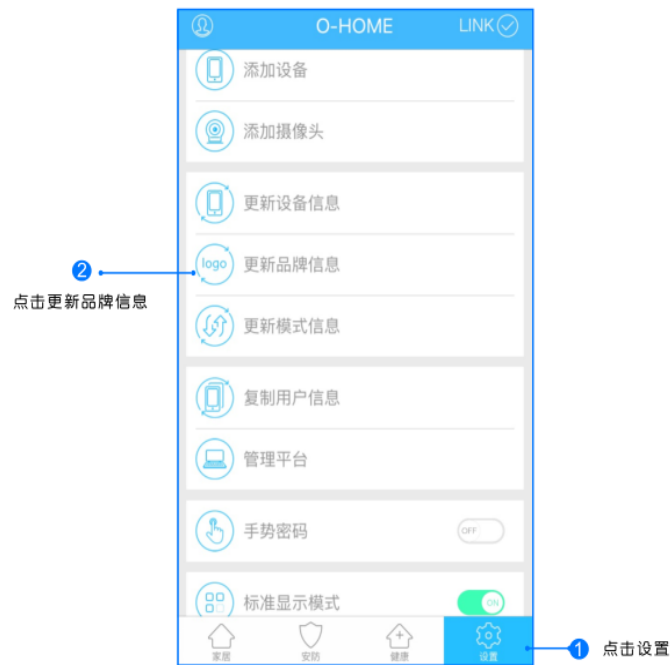 O-HOME LINK
添加设备
添加摄像头
更新设备信息
logo 更新品牌信息
2
点击更新品牌信息
更新模式信息
复制用户信息
管理平台
手势密码 OFF
标准显示模式 ON
家居 安防 健康 设置
1 点击设置